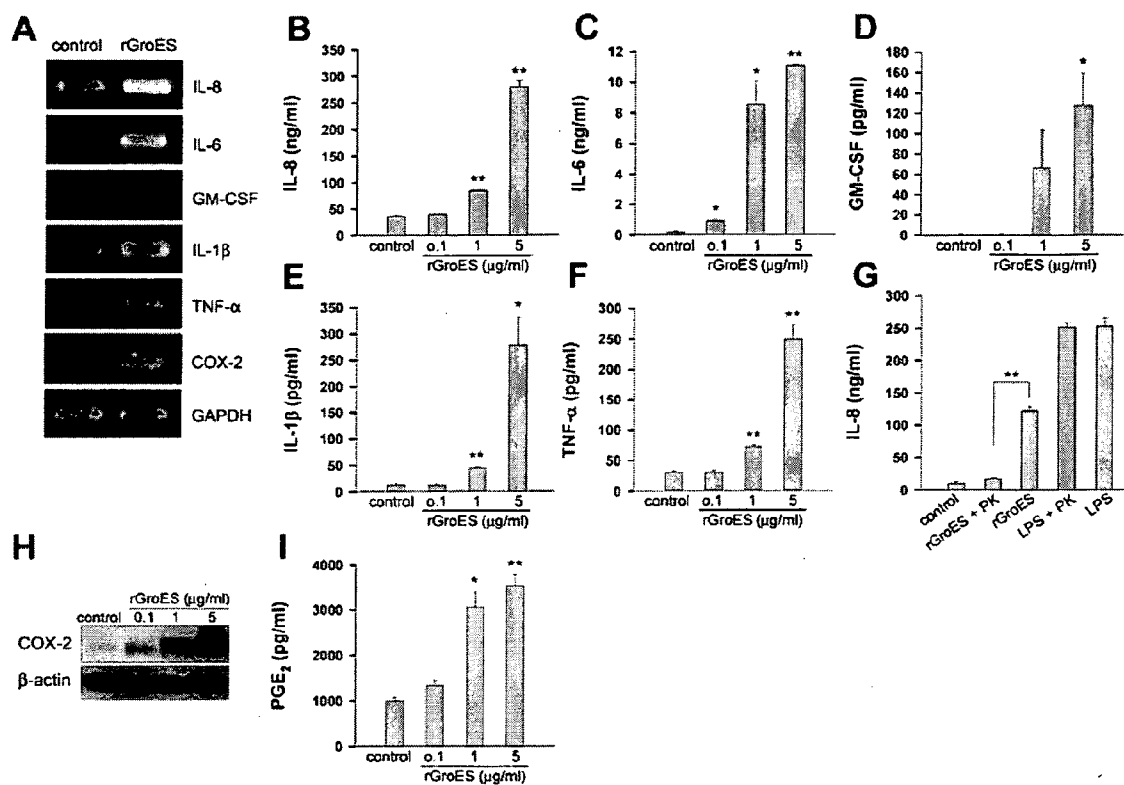 A
control rGroES
IL-8
IL-6
GM-CSF
IL-1β
TNF-α
COX-2
GAPDH
B
IL-8 (ng/ml)
350
300
250
200
150
100
50
0
**
**
control o.1 1 5
rGroES (μg/ml)
C
IL-6 (ng/ml)
12
10
8
6
4
2
0
*
*
**
control o.1 1 5
rGroES (μg/ml)
D
GM-CSF (pg/ml)
180
160
140
120
100
80
60
40
20
0
*
control o.1 1 5
rGroES (μg/ml)
E
IL-1β (pg/ml)
350
300
250
200
150
100
50
0
**
*
control o.1 1 5
rGroES (μg/ml)
F
TNF-α (pg/ml)
300
250
200
150
100
50
0
**
**
control o.1 1 5
rGroES (μg/ml)
G
IL-8 (ng/ml)
300
250
200
150
100
50
0
**
control
rGroES + PK
rGroES
LPS + PK
LPS
H
rGroES (μg/ml)
control 0.1 1 5
COX-2
β-actin
I
PGE2 (pg/ml)
4000
3000
2000
1000
0
*
**
control o.1 1 5
rGroES (μg/ml)